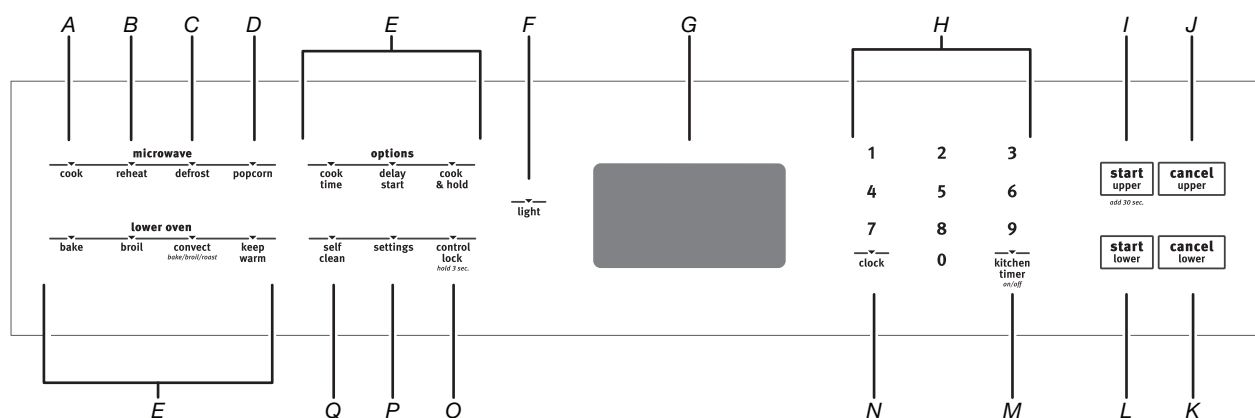 A B C D E F G H I J
microwave
cook reheat defrost popcorn
options
cook
time
delay
start
cook
& hold
light
lower oven
bake broil convect
bake/broil/roast
keep
warm
self
clean
settings
control
lock
hold 3 sec.
1 2 3
4 5 6
7 8 9
clock 0 kitchen
timer
on/off
start
upper
add 30 sec.
cancel
upper
start
lower
cancel
lower
E Q P O N M L K